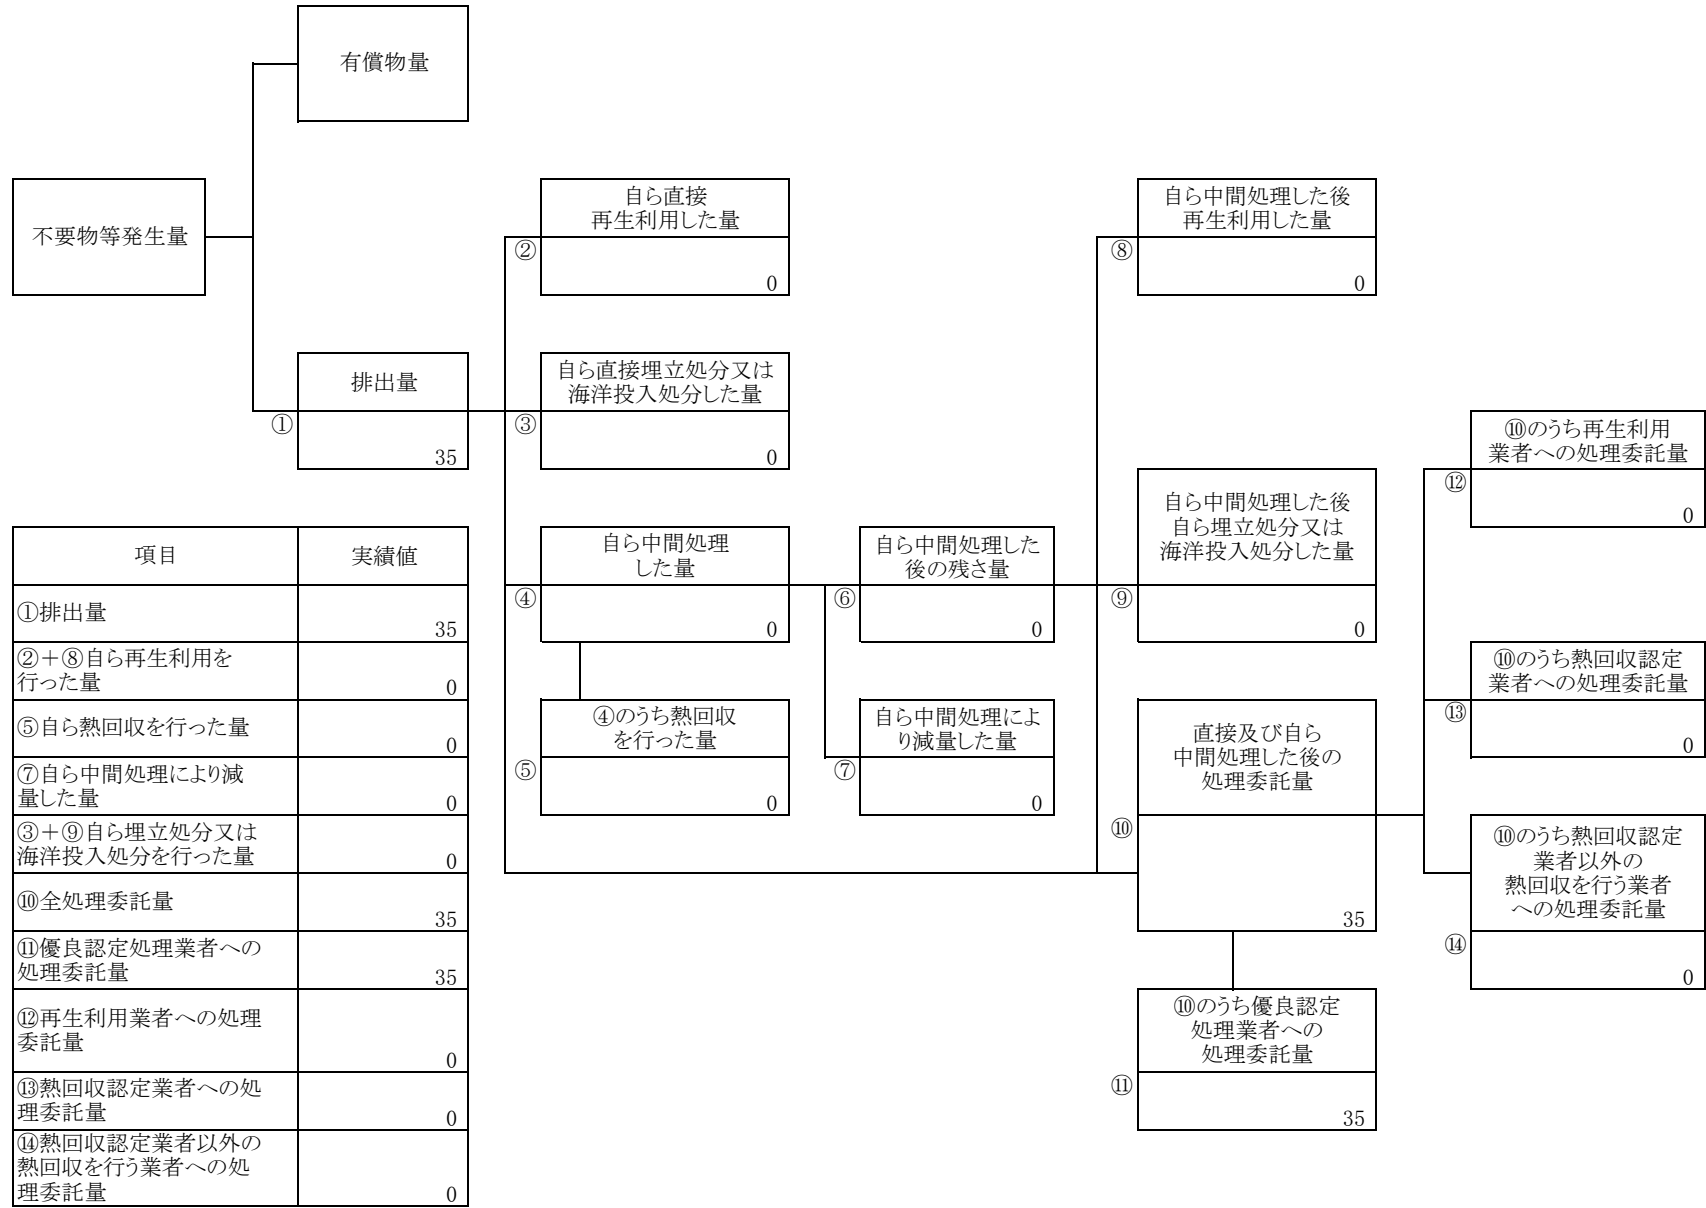 有償物量
不要物等発生量
排出量
①
35
自ら直接
再生利用した量
②
0
自ら直接埋立処分又は
海洋投入処分した量
③
0
自ら中間処理
した量
④
0
④のうち熱回収
を行った量
⑤
0
自ら中間処理した
後の残さ量
⑥
0
自ら中間処理によ
り減量した量
⑦
0
自ら中間処理した後
再生利用した量
⑧
0
自ら中間処理した後
自ら埋立処分又は
海洋投入処分した量
⑨
0
直接及び自ら
中間処理した後の
処理委託量
⑩
35
⑩のうち優良認定
処理業者への
処理委託量
⑪
35
⑩のうち再生利用
業者への処理委託量
⑫
0
⑩のうち熱回収認定
業者への処理委託量
⑬
0
⑩のうち熱回収認定
業者以外の
熱回収を行う業者
への処理委託量
⑭
0
項目 実績値
①排出量
35
②＋⑧自ら再生利用を
行った量
0
⑤自ら熱回収を行った量
0
⑦自ら中間処理により減
量した量
0
③＋⑨自ら埋立処分又は
海洋投入処分を行った量
0
⑩全処理委託量
35
⑪優良認定処理業者への
処理委託量
35
⑫再生利用業者への処理
委託量
0
⑬熱回収認定業者への処
理委託量
0
⑭熱回収認定業者以外の
熱回収を行う業者への処
理委託量
0